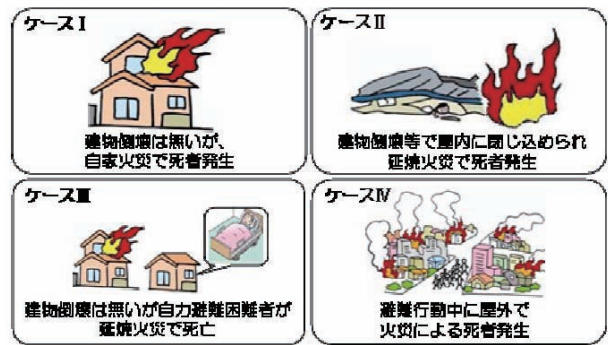 ケースⅠ
建物倒壊は無いが、
自家火災で死者発生
ケースⅡ
建物倒壊等で屋内に閉じ込められ
延焼火災で死者発生
ケースⅢ
建物倒壊は無いが自力避難困難者が
延焼火災で死亡
ケースⅣ
避難行動中に屋外で
火災による死者発生